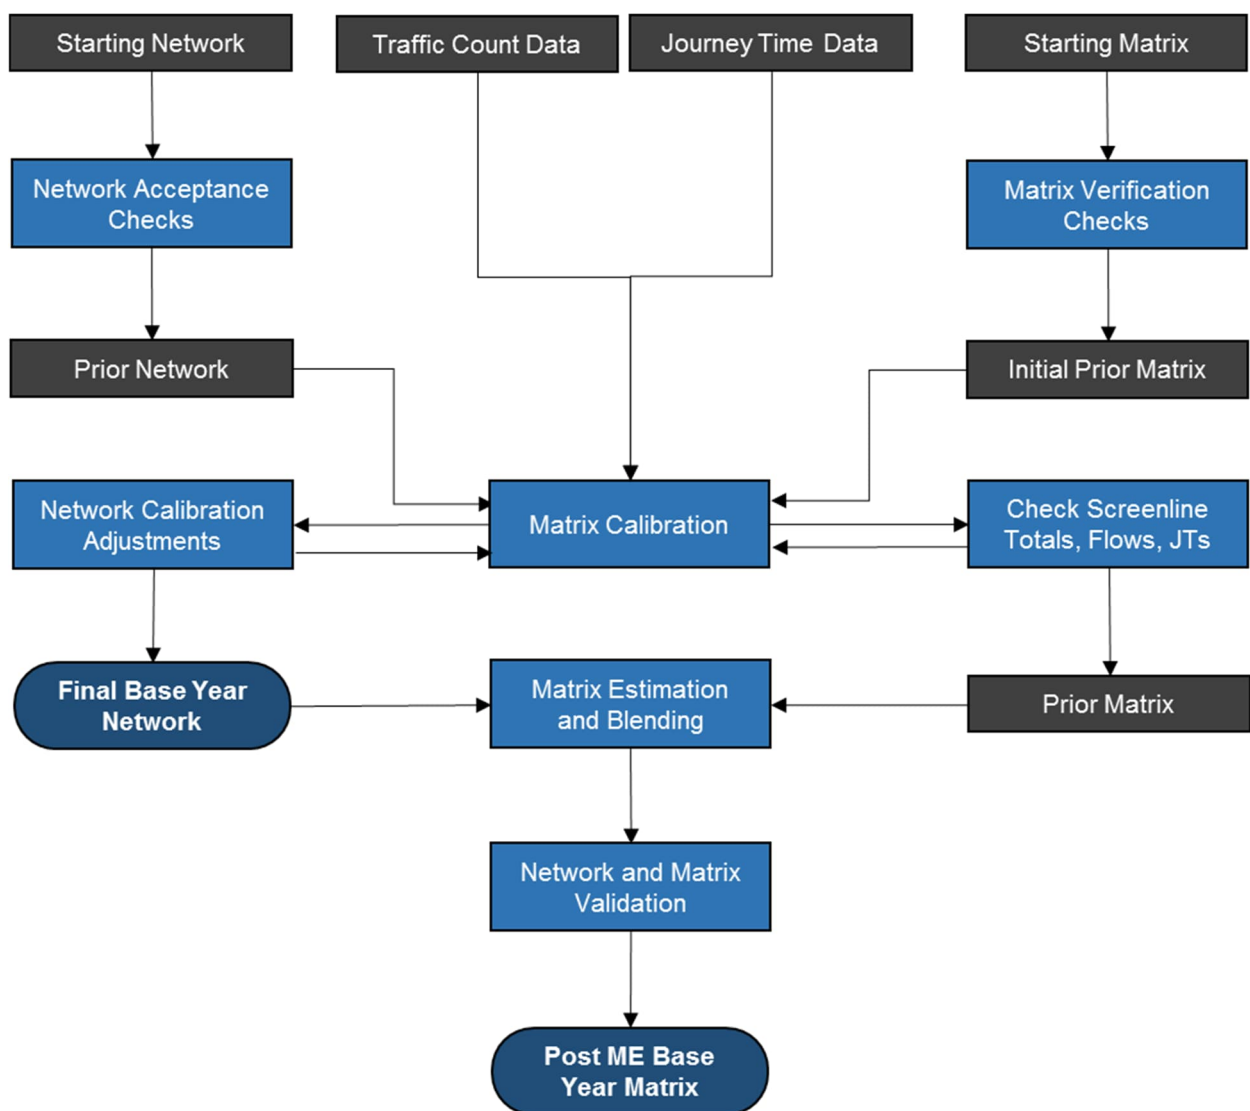 Starting Network
Traffic Count Data
Journey Time Data
Starting Matrix
Network Acceptance
Checks
Matrix Verification
Checks
Prior Network
Initial Prior Matrix
Network Calibration
Adjustments
Matrix Calibration
Check Screenline
Totals, Flows, JTs
Final Base Year
Network
Matrix Estimation
and Blending
Prior Matrix
Network and Matrix
Validation
Post ME Base
Year Matrix